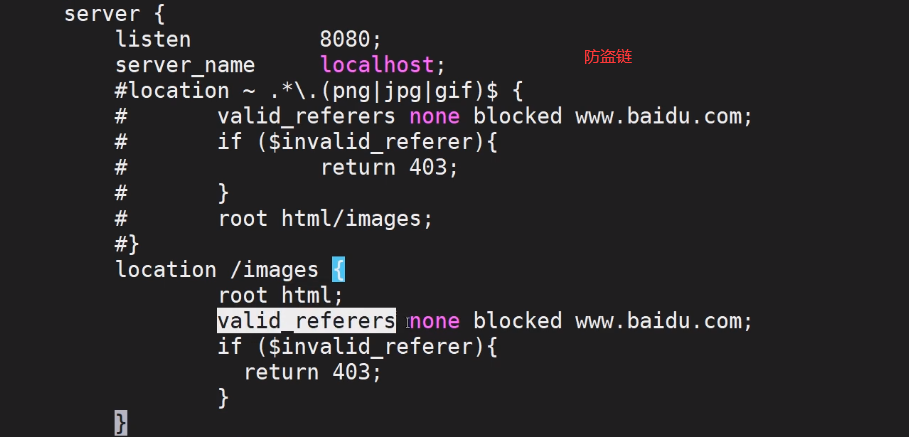 server {
listen 8080;
server_name localhost;
防盗链
#location ~ .*\.(png|jpg|gif)$ {
# valid_referers none blocked www.baidu.com;
# if ($invalid_referer){
# return 403;
# }
# root html/images;
#}
location /images {
root html;
valid_referers none blocked www.baidu.com;
if ($invalid_referer){
return 403;
}
}